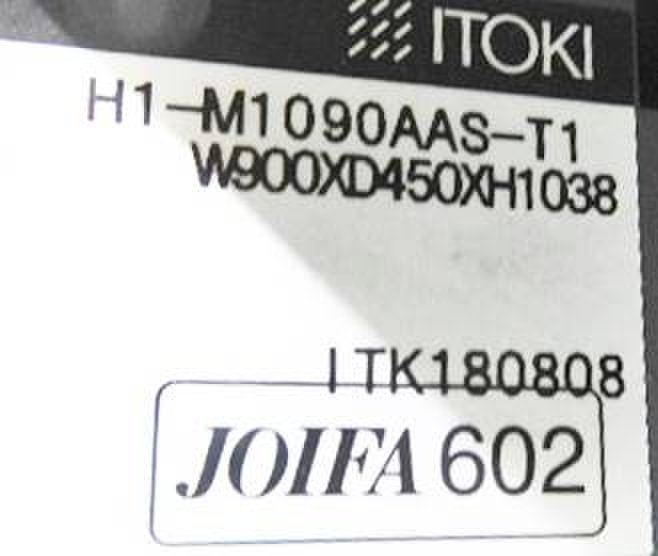 ITOKI
H1-M1090AAS-T1
W900XD450XH1038
ITK180808
JOIFA 602